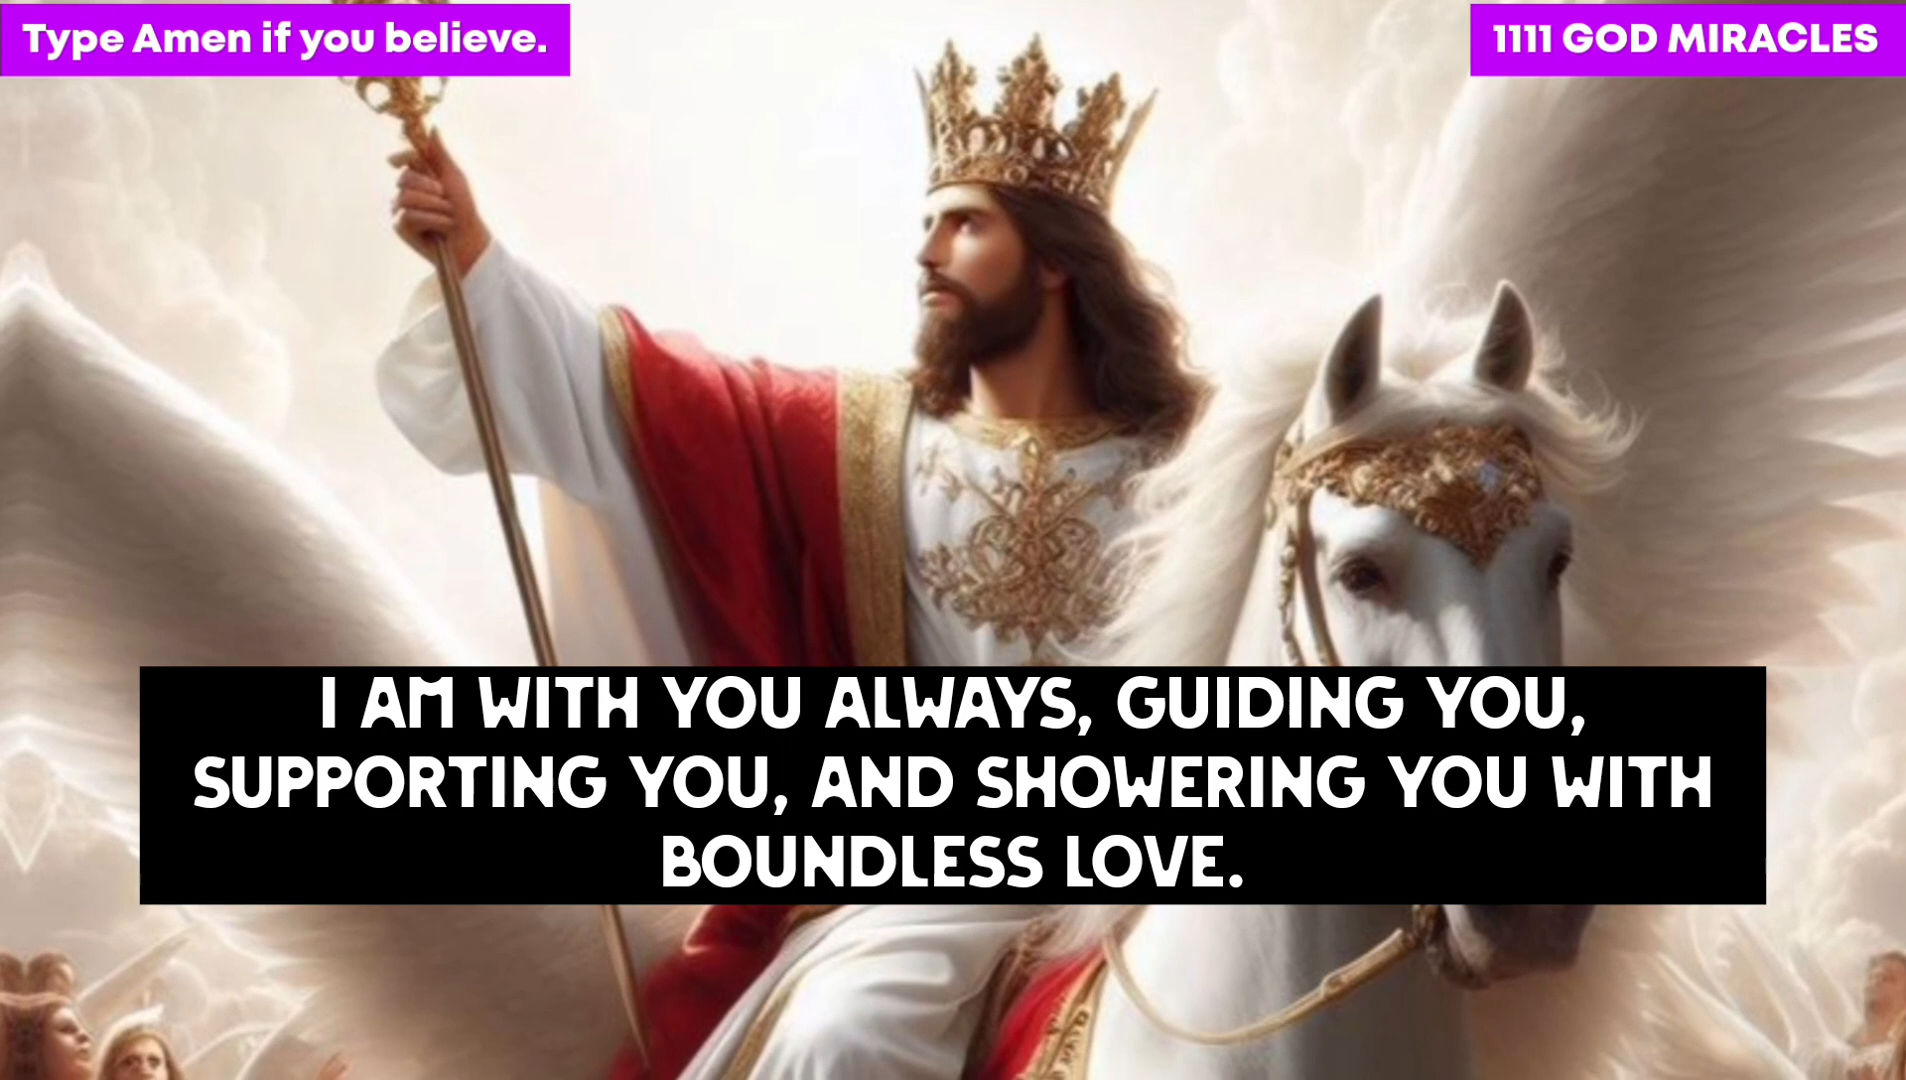 Type Amen if you believe.
1111 GOD MIRACLES
I AM WITH YOU ALWAYS, GUIDING YOU,
SUPPORTING YOU, AND SHOWERING YOU WITH
BOUNDLESS LOVE.